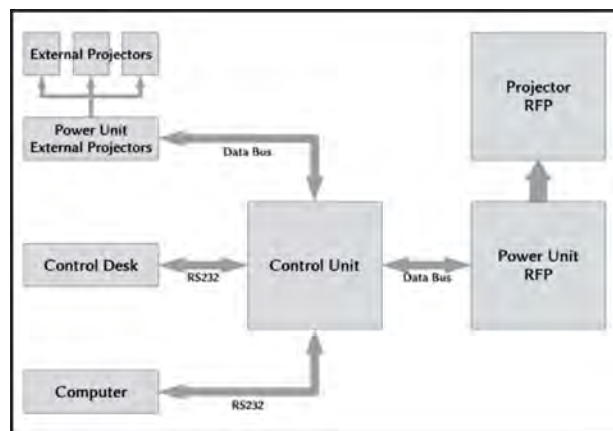 External Projectors
Power Unit
External Projectors
Data Bus
Projector
RFP
Control Desk
RS232
Control Unit
Data Bus
Power Unit
RFP
Computer
RS232